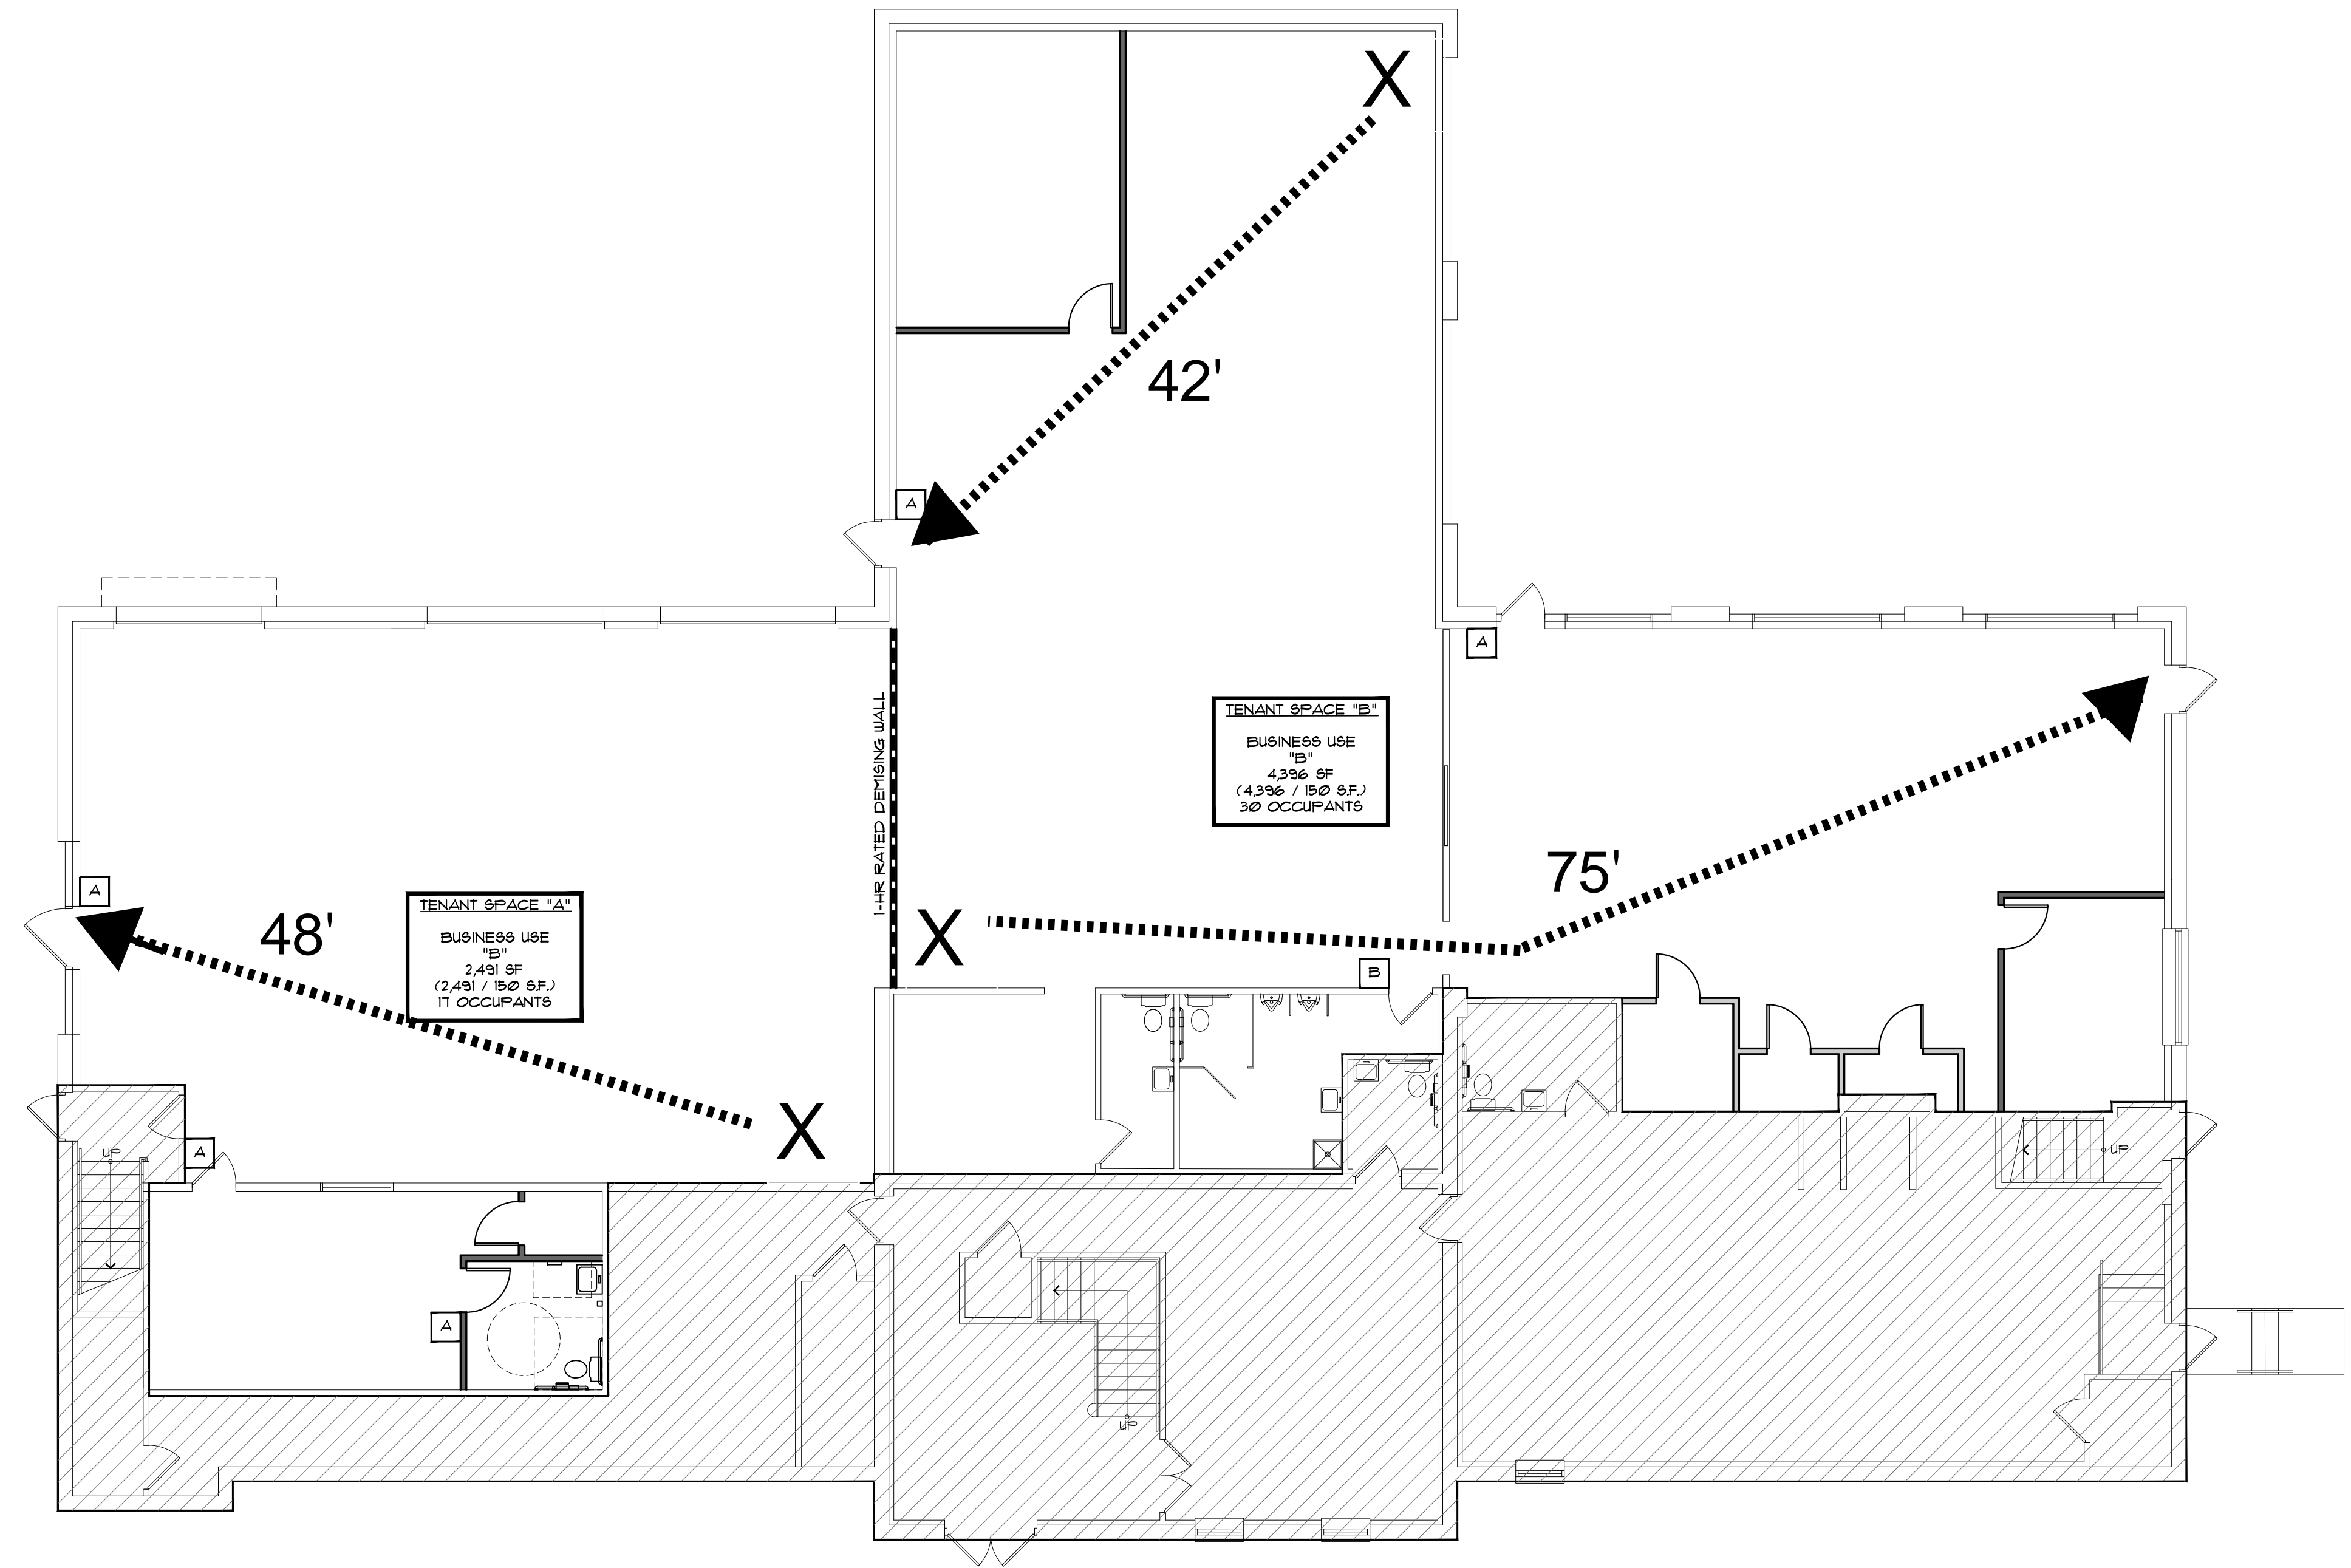 X
42'
A
A
1-HR RATED DEMISING WALL
TENANT SPACE "B"
BUSINESS USE
"B"
4,396 SF
(4,396 / 150 S.F.)
30 OCCUPANTS
75'
A
48'
TENANT SPACE "A"
BUSINESS USE
"B"
2,491 SF
(2,491 / 150 S.F.)
17 OCCUPANTS
X
B
X
UP
A
UP
A
UP